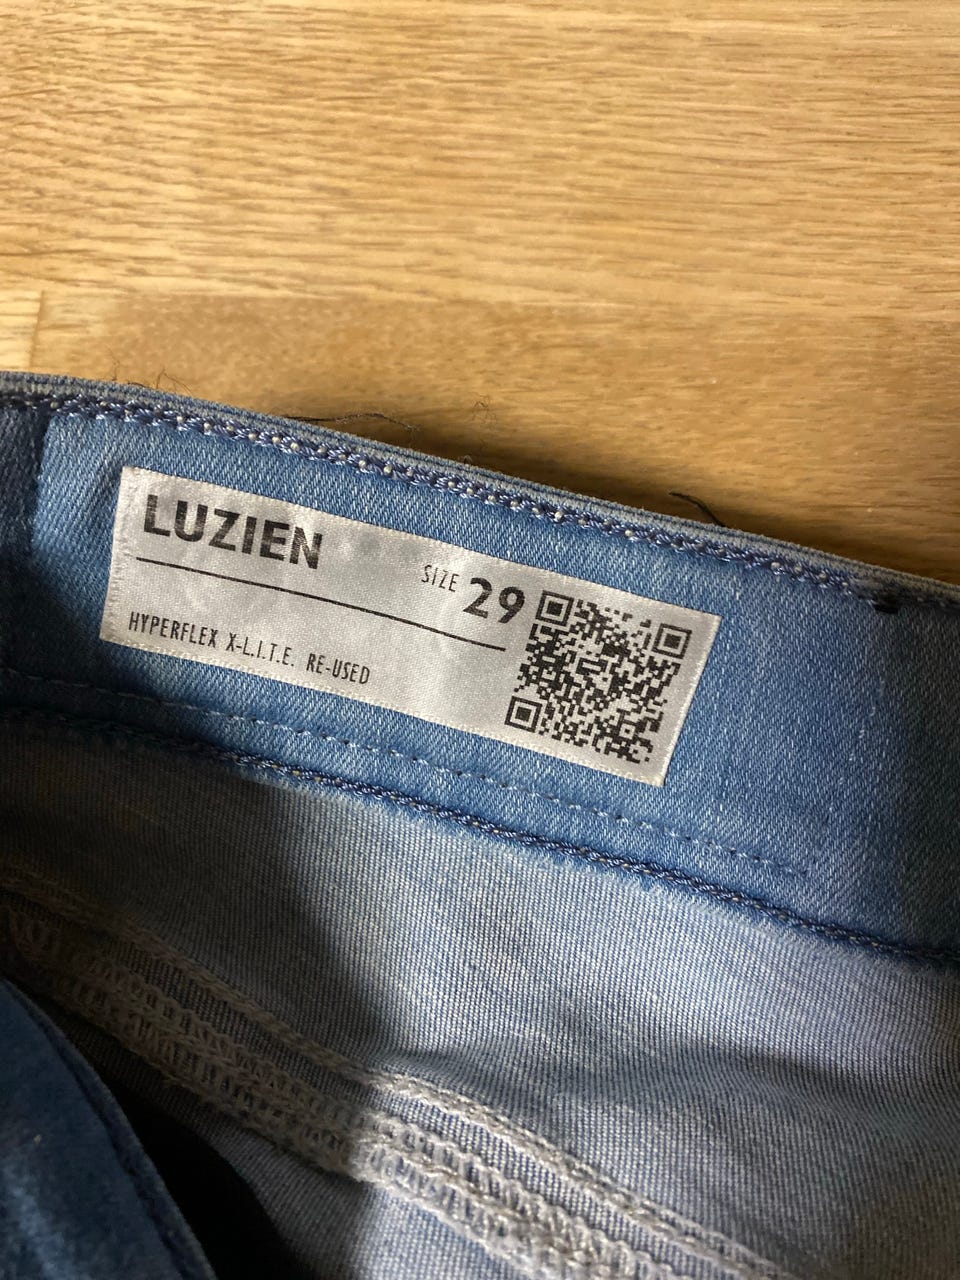 LUZIEN
SIZE 29
HYPERFLEX X-L.I.T.E. RE-USED